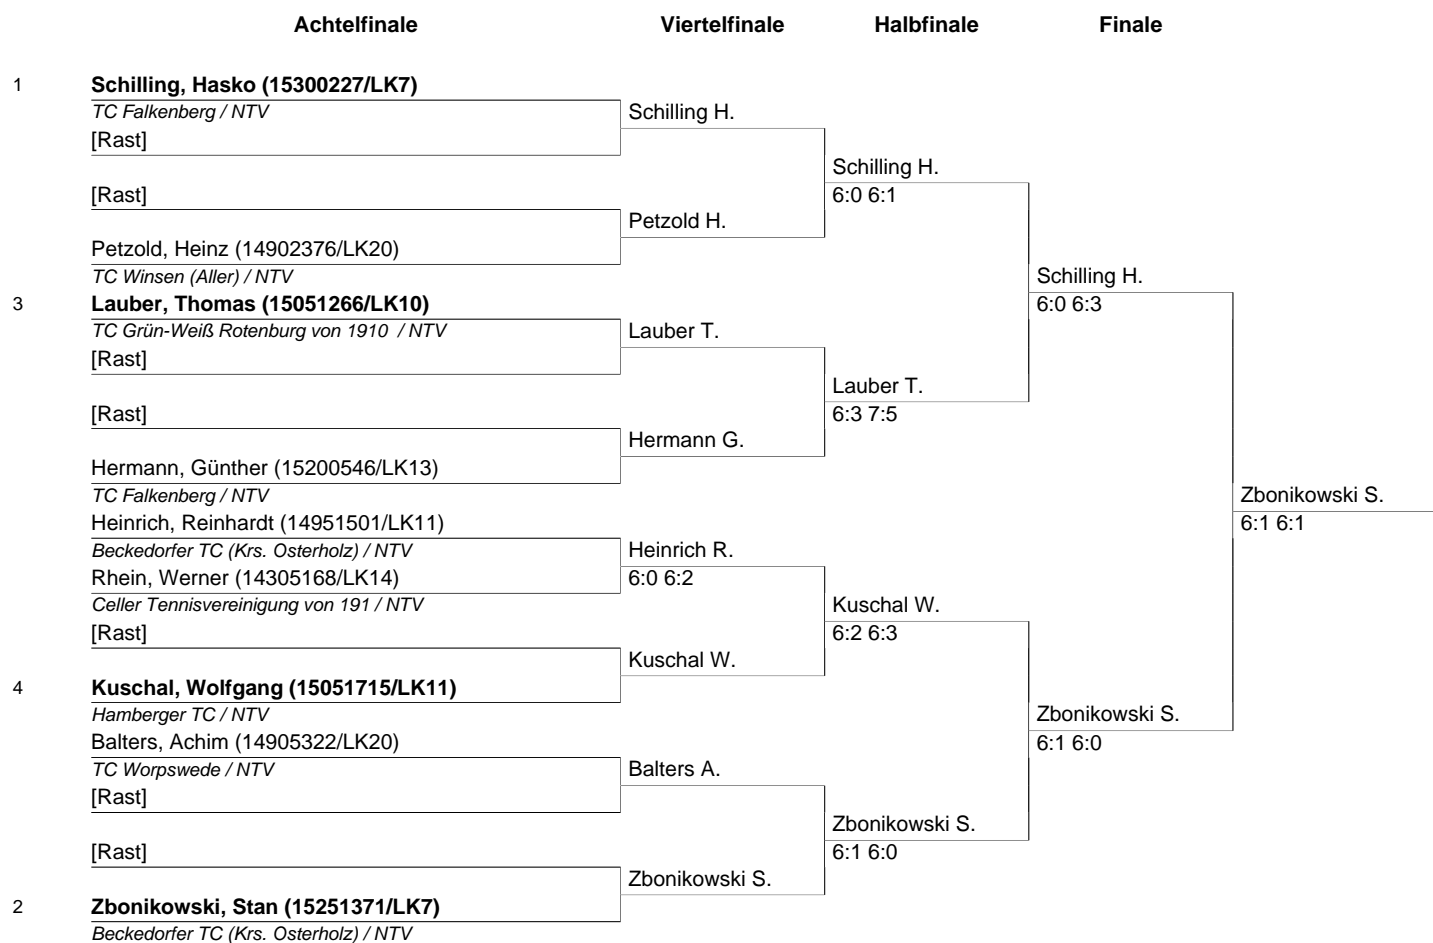 Achtelfinale Viertelfinale Halbfinale Finale
1 Schilling, Hasko (15300227/LK7)
TC Falkenberg / NTV Schilling H.
[Rast]
Schilling H.
[Rast] 6:0 6:1
Petzold H.
Petzold, Heinz (14902376/LK20)
TC Winsen (Aller) / NTV Schilling H.
3 Lauber, Thomas (15051266/LK10) 6:0 6:3
TC Grün-Weiß Rotenburg von 1910 / NTV Lauber T.
[Rast]
Lauber T.
[Rast] 6:3 7:5
Hermann G.
Hermann, Günther (15200546/LK13)
TC Falkenberg / NTV Zbonikowski S.
Heinrich, Reinhardt (14951501/LK11) 6:1 6:1
Beckedorfer TC (Krs. Osterholz) / NTV Heinrich R.
Rhein, Werner (14305168/LK14) 6:0 6:2
Celler Tennisvereinigung von 191 / NTV Kuschal W.
[Rast] 6:2 6:3
Kuschal W.
4 Kuschal, Wolfgang (15051715/LK11)
Hamberger TC / NTV Zbonikowski S.
Balters, Achim (14905322/LK20) 6:1 6:0
TC Worpswede / NTV Balters A.
[Rast]
Zbonikowski S.
[Rast] 6:1 6:0
Zbonikowski S.
2 Zbonikowski, Stan (15251371/LK7)
Beckedorfer TC (Krs. Osterholz) / NTV